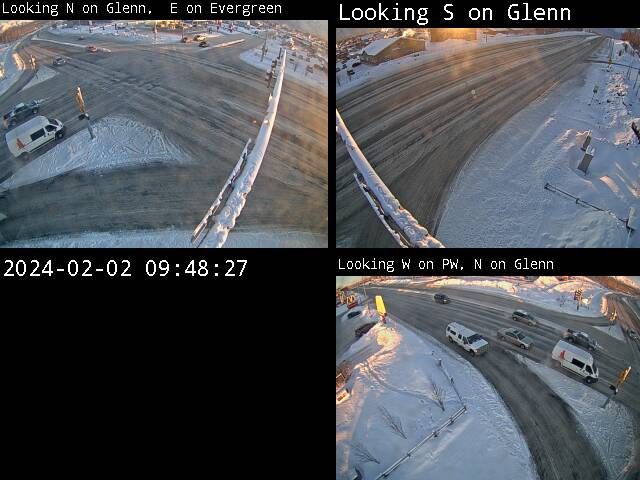 Looking N on Glenn,  E on Evergreen
Looking S on Glenn
2024-02-02 09:48:27
Looking W on PW, N on Glenn